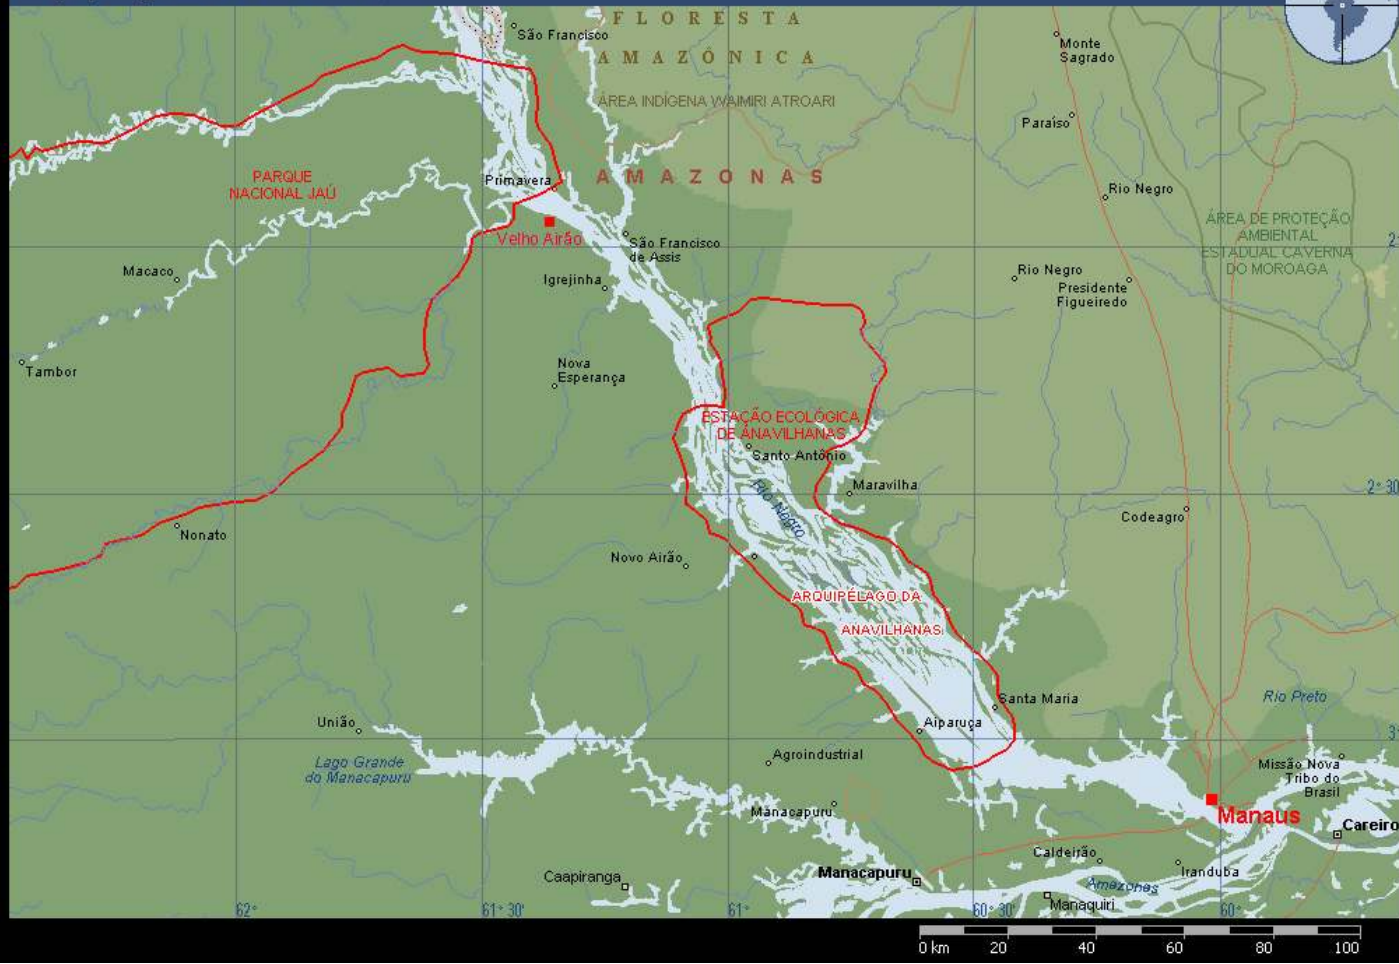 São Francisco
FLORESTA
AMAZÔNICA
Monte
Sagrado
ÁREA INDÍGENA WAIMIRI ATROARI
Paraíso
PARQUE
NACIONAL JAÚ
Primavera
AMAZONAS
Rio Negro
Velho Airão
São Francisco
de Assis
ÁREA DE PROTEÇÃO
AMBIENTAL
ESTADUAL CAVERNA
DO MOROAGA
2°
Macaco
Igrejinha
Rio Negro
Presidente
Figueiredo
Tambor
Nova
Esperança
ESTAÇÃO ECOLÓGICA
DE ANAVILHANAS
Santo Antônio
Maravilha
Rio Negro
2° 30'
Codeagro
Nonato
Novo Airão
ARQUIPÉLAGO DA
ANAVILHANAS
Santa Maria
Rio Preto
União
Aiparuça
3°
Lago Grande
do Manacapuru
Agroindustrial
Missão Nova
Tribo do
Brasil
Manacapuru
Manaus
Careiro
Caldeirão
Iranduba
Caapiranga
Manacapuru
Amazonas
Manaquiri
62°
61° 30'
61°
60° 30'
60°
0 km 20 40 60 80 100